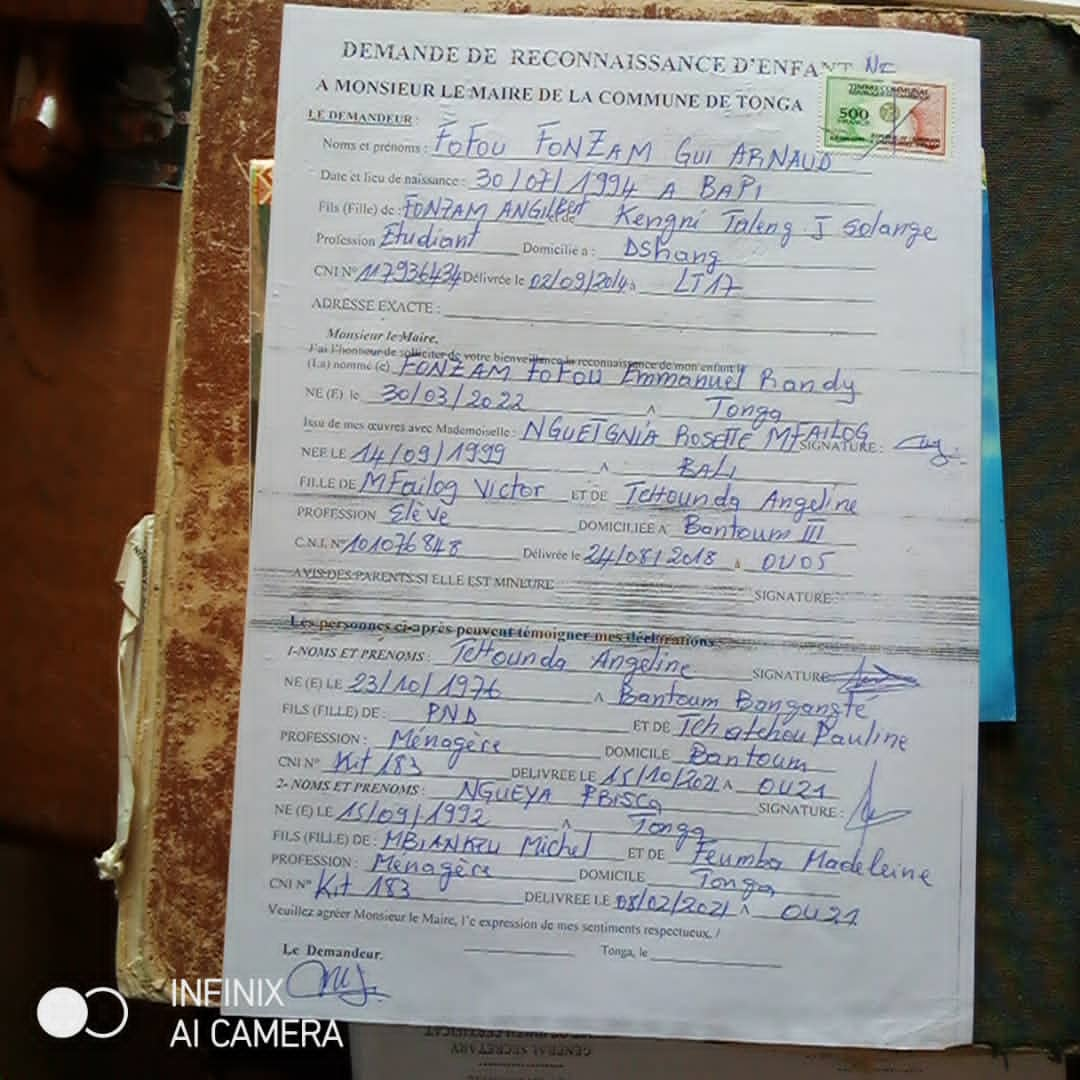 DEMANDE DE RECONNAISSANCE D'ENFANT NE
A MONSIEUR LE MAIRE DE LA COMMUNE DE TONGA
TIMBRE COMMUNAL
500
LE DEMANDEUR :
Noms et prénoms : FOFOU FONZAM GUI ARNAUD
Date et lieu de naissance : 30/07/1994 A BAPI
Fils (Fille) de : FONZAM ANGILBERT et de Kengni Taleng J Solange
Profession Etudiant Domicilie a : DShang
CNI N° 117936434 Délivrée le 02/09/2014 à LT17
ADRESSE EXACTE :
Monsieur le Maire,
J'ai l'honneur de solliciter de votre bienveillance la reconnaissance de mon enfant le
(La) nommé (e) FONZAM FOFOU Emmanuel Randy
NE (E) le 30/03/2022 A Tonga
Issu de mes œuvres avec Mademoiselle : NGUETGNIA ROSETTE MFAILOG SIGNATURE :
NEE LE 14/09/1999 A BALI
FILLE DE MFailog Victor ET DE TcHounda Angeline
PROFESSION Elève DOMICILIEE A Bantoum III
C.N.I. N° 101076848 Délivrée le 24/08/2018 à OU05
AVIS DES PARENTS SI ELLE EST MINEURE SIGNATURE :
Les personnes ci-après peuvent témoigner mes déclarations
1-NOMS ET PRENOMS : TcHounda Angeline SIGNATURE
NE (E) LE 23/10/1976 A Bantoum Bangangté
FILS (FILLE) DE : PND ET DE Tchatchou Pauline
PROFESSION : Ménagère DOMICILE Bantoum
CNI N° Kit 183 DELIVREE LE 15/10/2021 A OU21
2- NOMS ET PRENOMS : NGUEYA SIGNATURE :
NE (E) LE 15/09/1992 A Tonga
FILS (FILLE) DE : MBIANKEU Michel ET DE Feumba Madeleine
PROFESSION : Ménagère DOMICILE Tonga
CNI N° Kit 183 DELIVREE LE 08/02/2021 A OU21
Veuillez agréer Monsieur le Maire, l'e expression de mes sentiments respectueux. /
Le Demandeur. Tonga, le
INFINIX
AI CAMERA
GENERAL SECRETARY